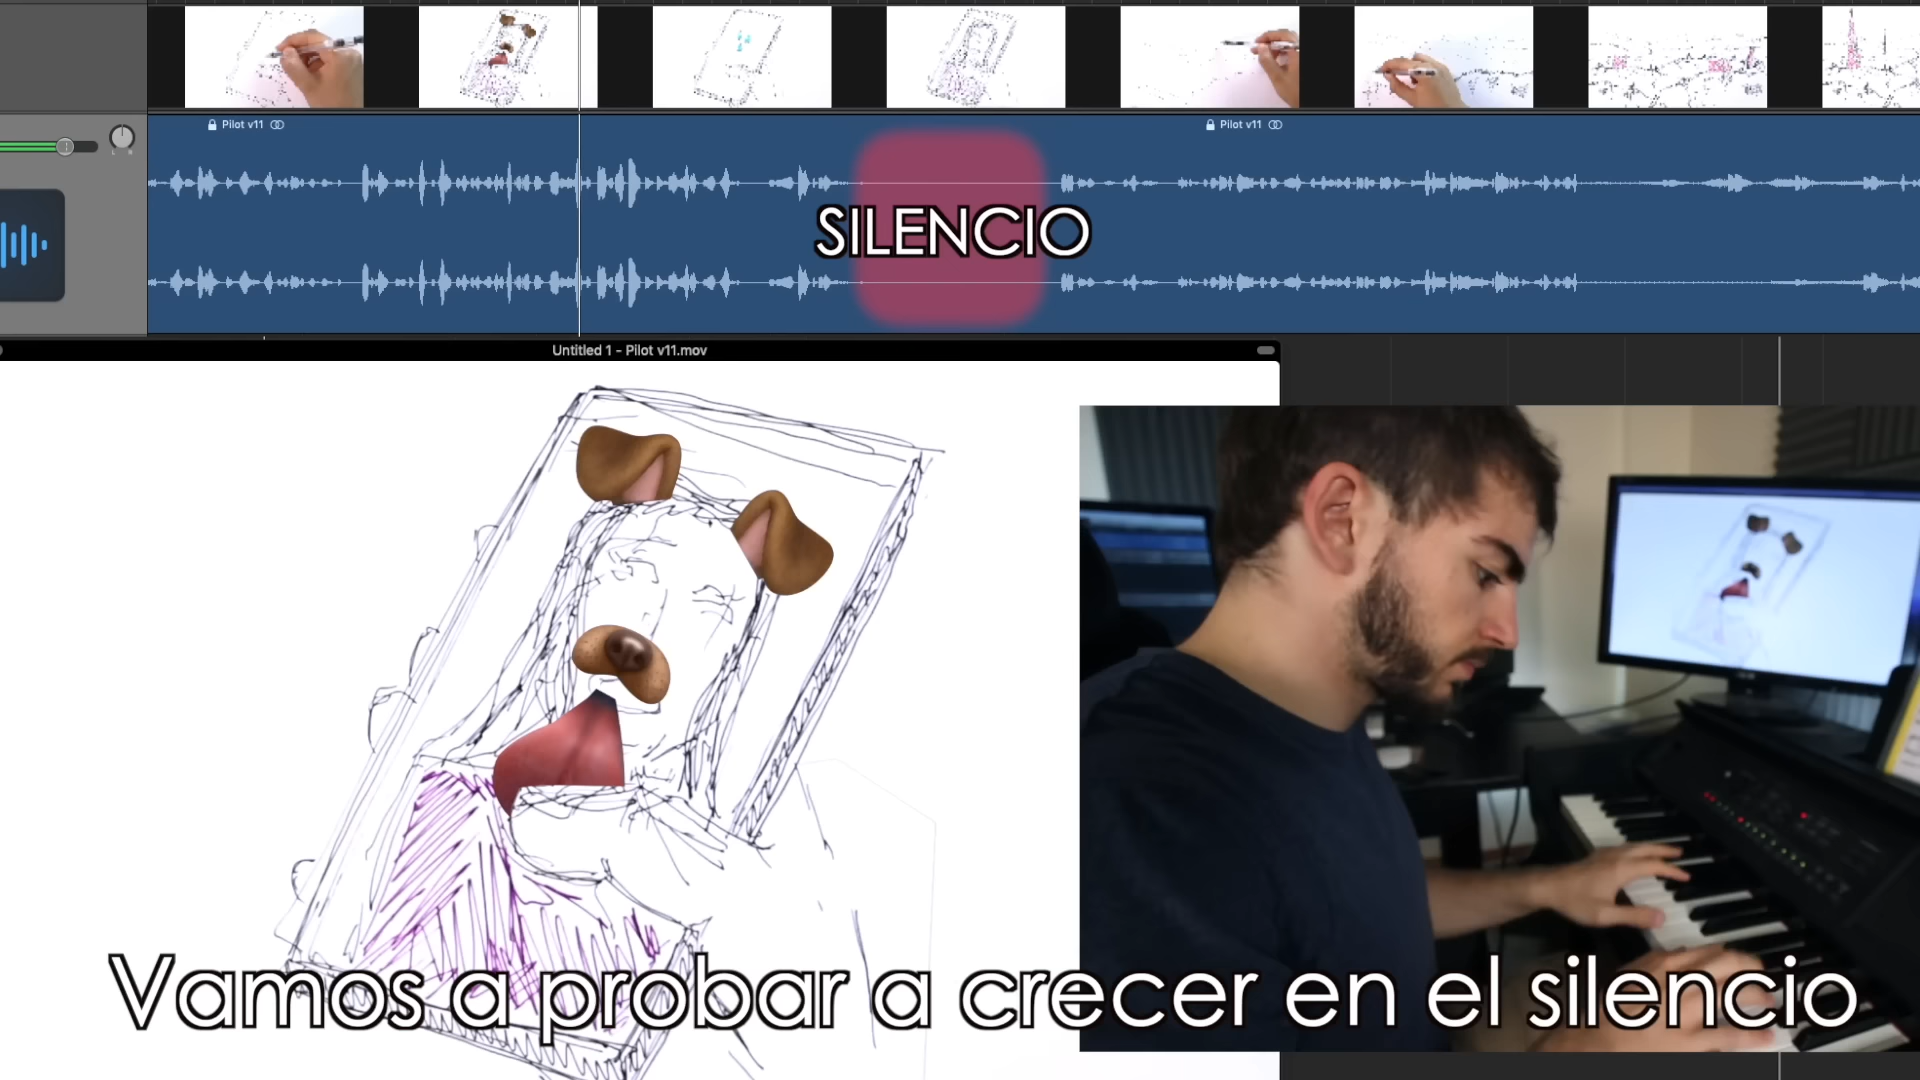 Pilot v11
Pilot v11
SILENCIO
Untitled 1 - Pilot v11.mov
Vamos a probar a crecer en el silencio